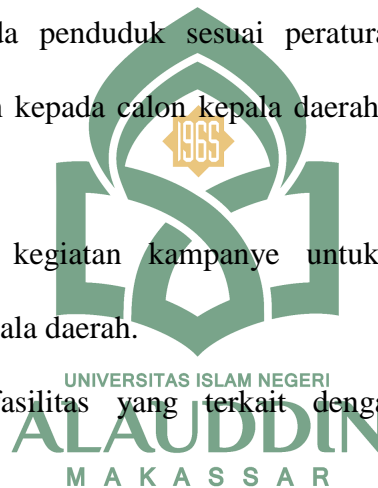 da penduduk sesuai peratura
n kepada calon kepala daerah
1965
kegiatan kampanye untuk
ala daerah.
UNIVERSITAS ISLAM NEGERI
fasilitas yang terkait denga
ALAUDDIN
MAKASSAR